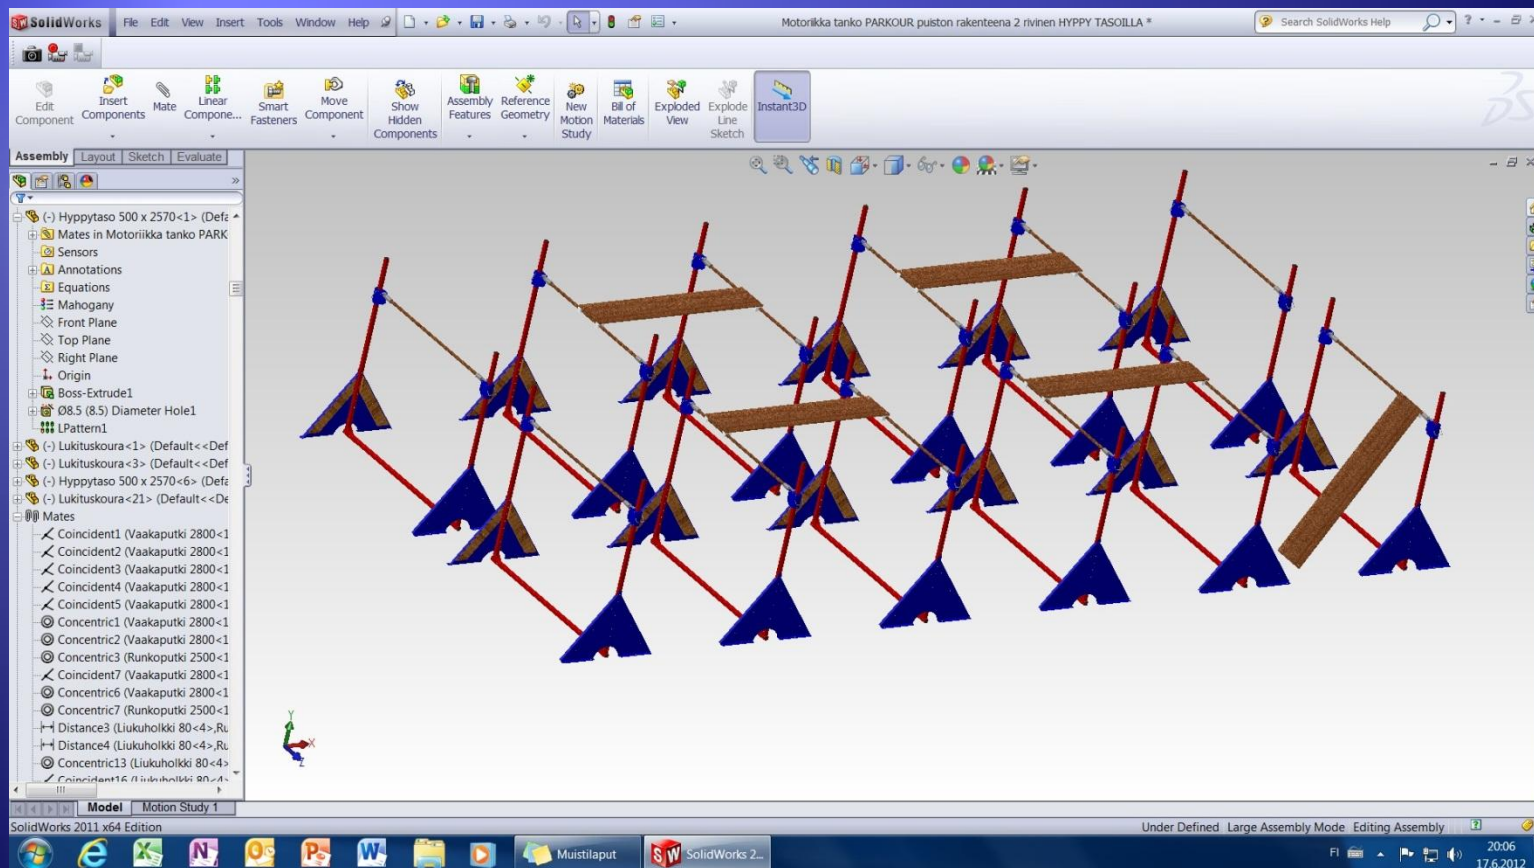 SolidWorks File Edit View Insert Tools Window Help Motoriikka tanko PARKOUR puiston rakenteena 2 rivinen HYPPY TASOILLA * Search SolidWorks Help
Edit Component
Insert Components
Mate
Linear Compone...
Smart Fasteners
Move Component
Show Hidden Components
Assembly Features
Reference Geometry
New Motion Study
Bill of Materials
Exploded View
Explode Line Sketch
Instant3D
Assembly Layout Sketch Evaluate
(-) Hyppytaso 500 x 2570<1> (Defa
Mates in Motoriikka tanko PARK
Sensors
Annotations
Equations
Mahogany
Front Plane
Top Plane
Right Plane
Origin
Boss-Extrude1
Ø8.5 (8.5) Diameter Hole1
LPattern1
(-) Lukituskoura<1> (Default<<Def
(-) Lukituskoura<3> (Default<<Def
(-) Hyppytaso 500 x 2570<6> (Defa
(-) Lukituskoura<21> (Default<<De
Mates
Coincident1 (Vaakaputki 2800<1
Coincident2 (Vaakaputki 2800<1
Coincident3 (Vaakaputki 2800<1
Coincident4 (Vaakaputki 2800<1
Coincident5 (Vaakaputki 2800<1
Concentric1 (Vaakaputki 2800<1
Concentric2 (Vaakaputki 2800<1
Concentric3 (Runkoputki 2500<1
Coincident7 (Vaakaputki 2800<1
Concentric6 (Vaakaputki 2800<1
Concentric7 (Runkoputki 2500<1
Distance3 (Liukuholkki 80<4>,Ru
Distance4 (Liukuholkki 80<4>,Ru
Concentric13 (Liukuholkki 80<4>
Coincident16 (Liukuholkki 80<4>
Y
X
Z
Model Motion Study 1
SolidWorks 2011 x64 Edition Under Defined Large Assembly Mode Editing Assembly
Muistilaput SolidWorks 2... FI 20:06
17.6.2012